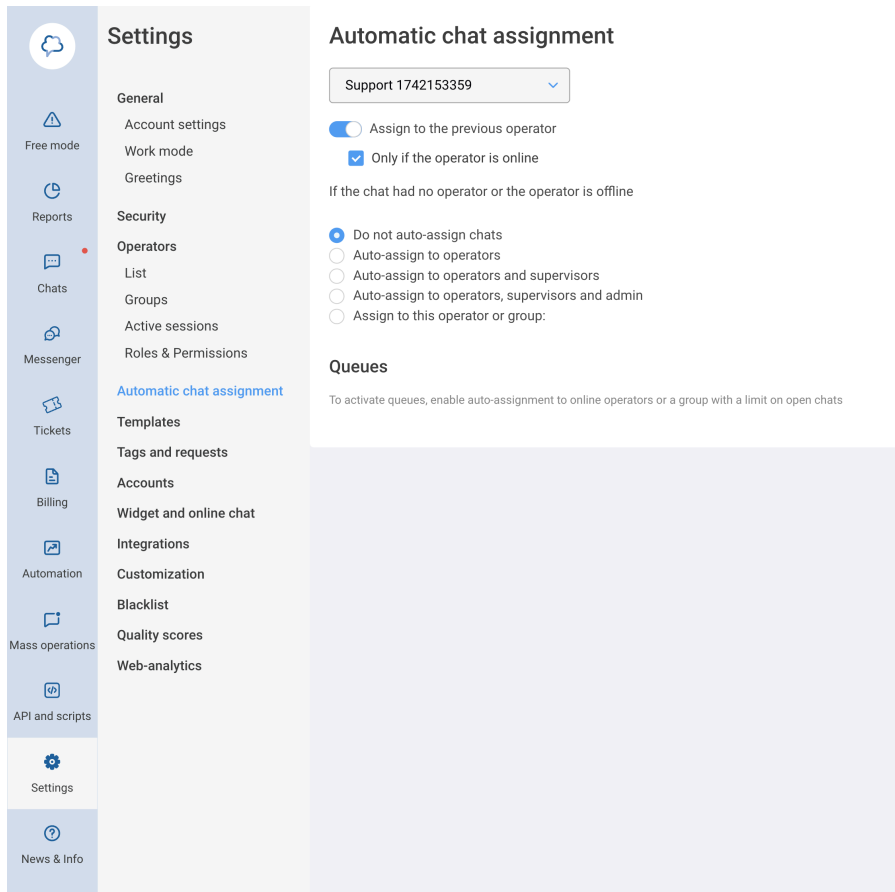 Free mode
Reports
Chats
Messenger
Tickets
Billing
Automation
Mass operations
API and scripts
Settings
News & Info
Settings
General
Account settings
Work mode
Greetings
Security
Operators
List
Groups
Active sessions
Roles & Permissions
Automatic chat assignment
Templates
Tags and requests
Accounts
Widget and online chat
Integrations
Customization
Blacklist
Quality scores
Web-analytics
Automatic chat assignment
Support 1742153359
Assign to the previous operator
Only if the operator is online
If the chat had no operator or the operator is offline
Do not auto-assign chats
Auto-assign to operators
Auto-assign to operators and supervisors
Auto-assign to operators, supervisors and admin
Assign to this operator or group:
Queues
To activate queues, enable auto-assignment to online operators or a group with a limit on open chats